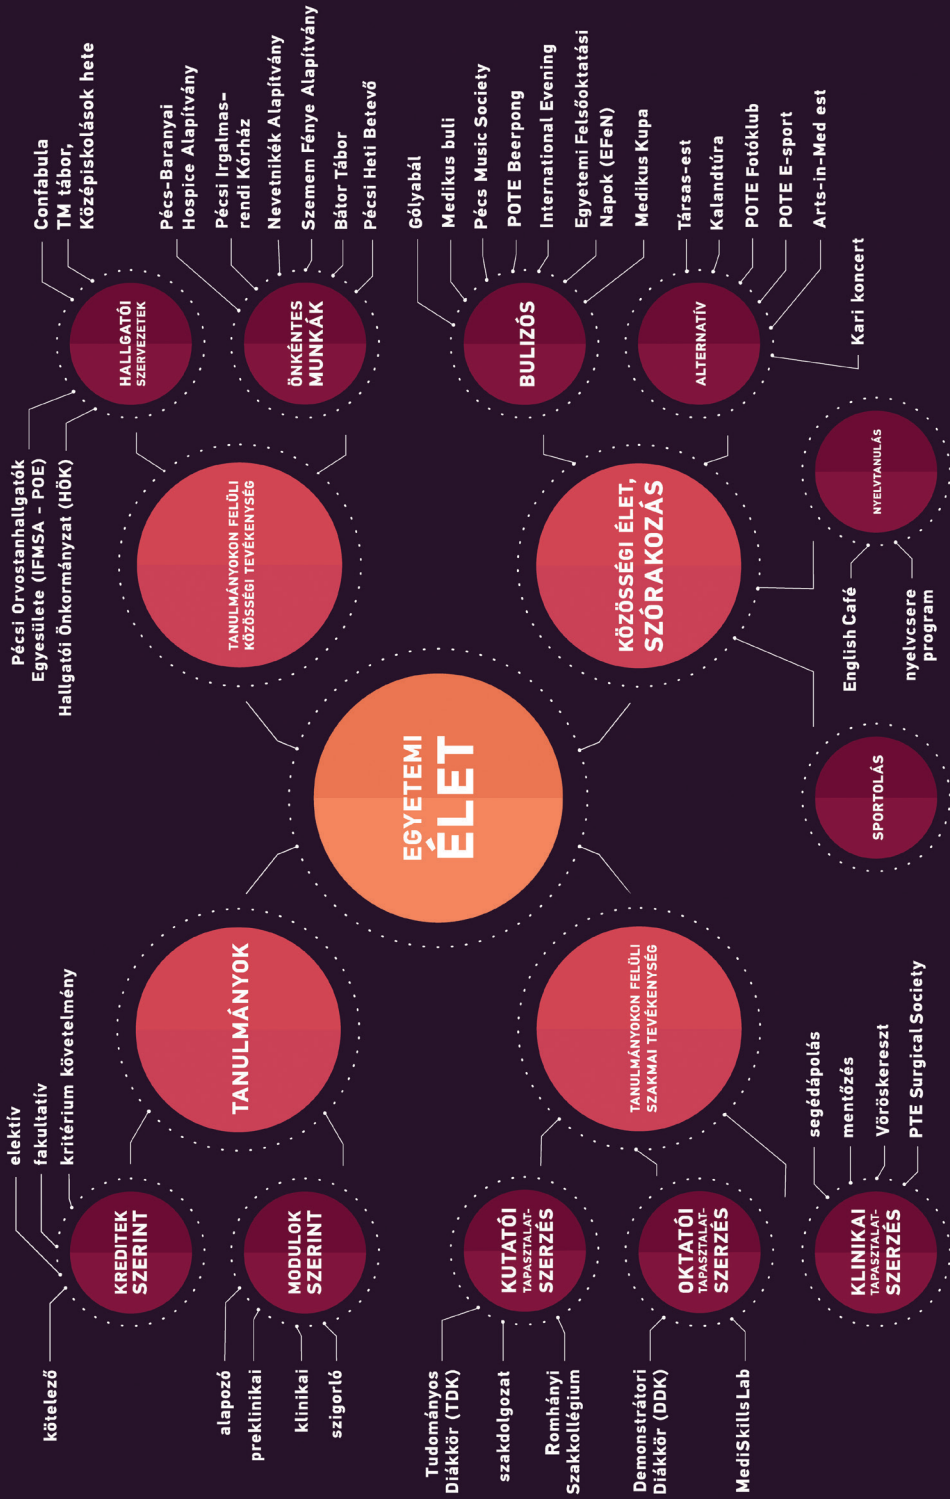 EGYETEMI
ÉLET
TANULMÁNYOK
KREDITEK
SZERINT
kötelező
elektív
fakultatív
kritérium követelmény
MODULOK
SZERINT
alapozó
preklinikai
klinikai
szigorló
TANULMÁNYOKON FELÜLI
KÖZÖSSÉGI TEVÉKENYSÉG
HALLGATÓI
SZERVEZETEK
Pécsi Orvostanhallgatók
Egyesülete (IFMSA - POE)
Hallgatói Önkormányzat (HÖK)
Confabula
TM tábor,
Középiskolások hete
ÖNKÉNTES
MUNKÁK
Pécs-Baranyai
Hospice Alapítvány
Pécsi Irgalmas-
rendi Kórház
Nevetnikék Alapítvány
Szemem Fénye Alapítvány
Bátor Tábor
Pécsi Heti Betevő
TANULMÁNYOKON FELÜLI
SZAKMAI TEVÉKENYSÉG
KUTATÓI
TAPASZTALAT-
SZERZÉS
Tudományos
Diákkör (TDK)
szakdolgozat
Romhányi
Szakkollégium
OKTATÓI
TAPASZTALAT-
SZERZÉS
Demonstrátori
Diákkör (DDK)
MediSkillsLab
KLINIKAI
TAPASZTALAT-
SZERZÉS
segédápolás
mentőzés
Vöröskereszt
PTE Surgical Society
KÖZÖSSÉGI ÉLET,
SZÓRAKOZÁS
BULIZÓS
Gólyabál
Medikus buli
Pécs Music Society
POTE Beerpong
International Evening
Egyetemi Felsőoktatási
Napok (EFeN)
Medikus Kupa
ALTERNATÍV
Társas-est
Kalandtúra
POTE Fotóklub
POTE E-sport
Arts-in-Med est
Kari koncert
NYELVTANULÁS
English Café
nyelvcsere
program
SPORTOLÁS